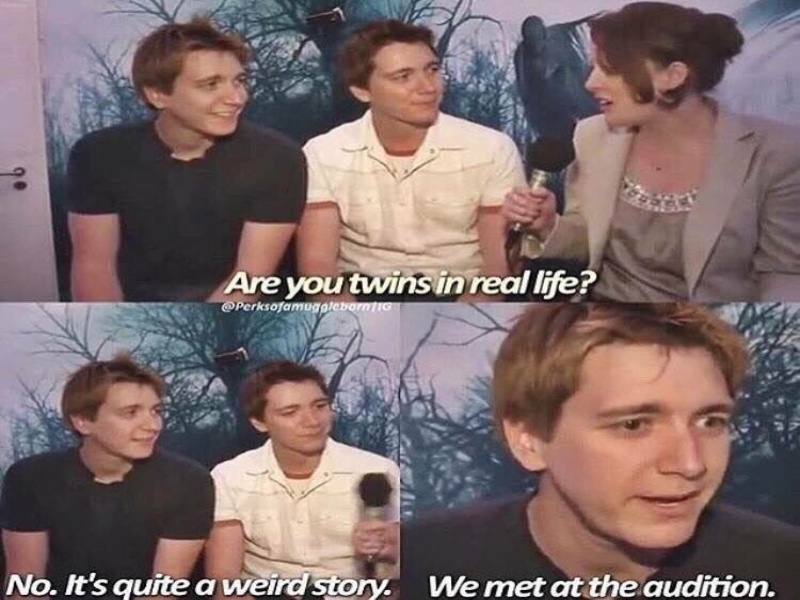 Are you twins in real life?
@Perksofamuggleborn|IG
No. It's quite a weird story.
We met at the audition.